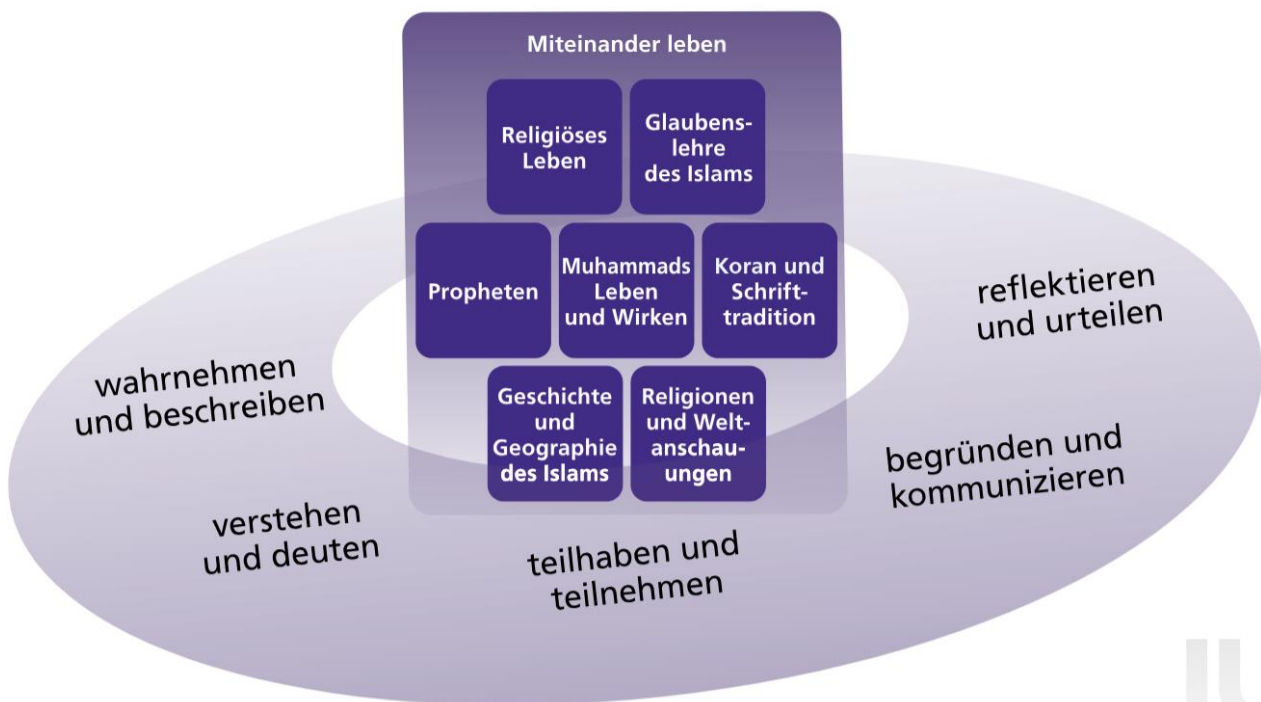 Miteinander leben
Religiöses
Leben
Glaubens-
lehre
des Islams
Propheten
Muhammads
Leben
und Wirken
Koran und
Schrift-
tradition
Geschichte
und
Geographie
des Islams
Religionen
und Welt-
anschau-
ungen
wahrnehmen
und beschreiben
verstehen
und deuten
teilhaben und
teilnehmen
begründen und
kommunizieren
reflektieren
und urteilen